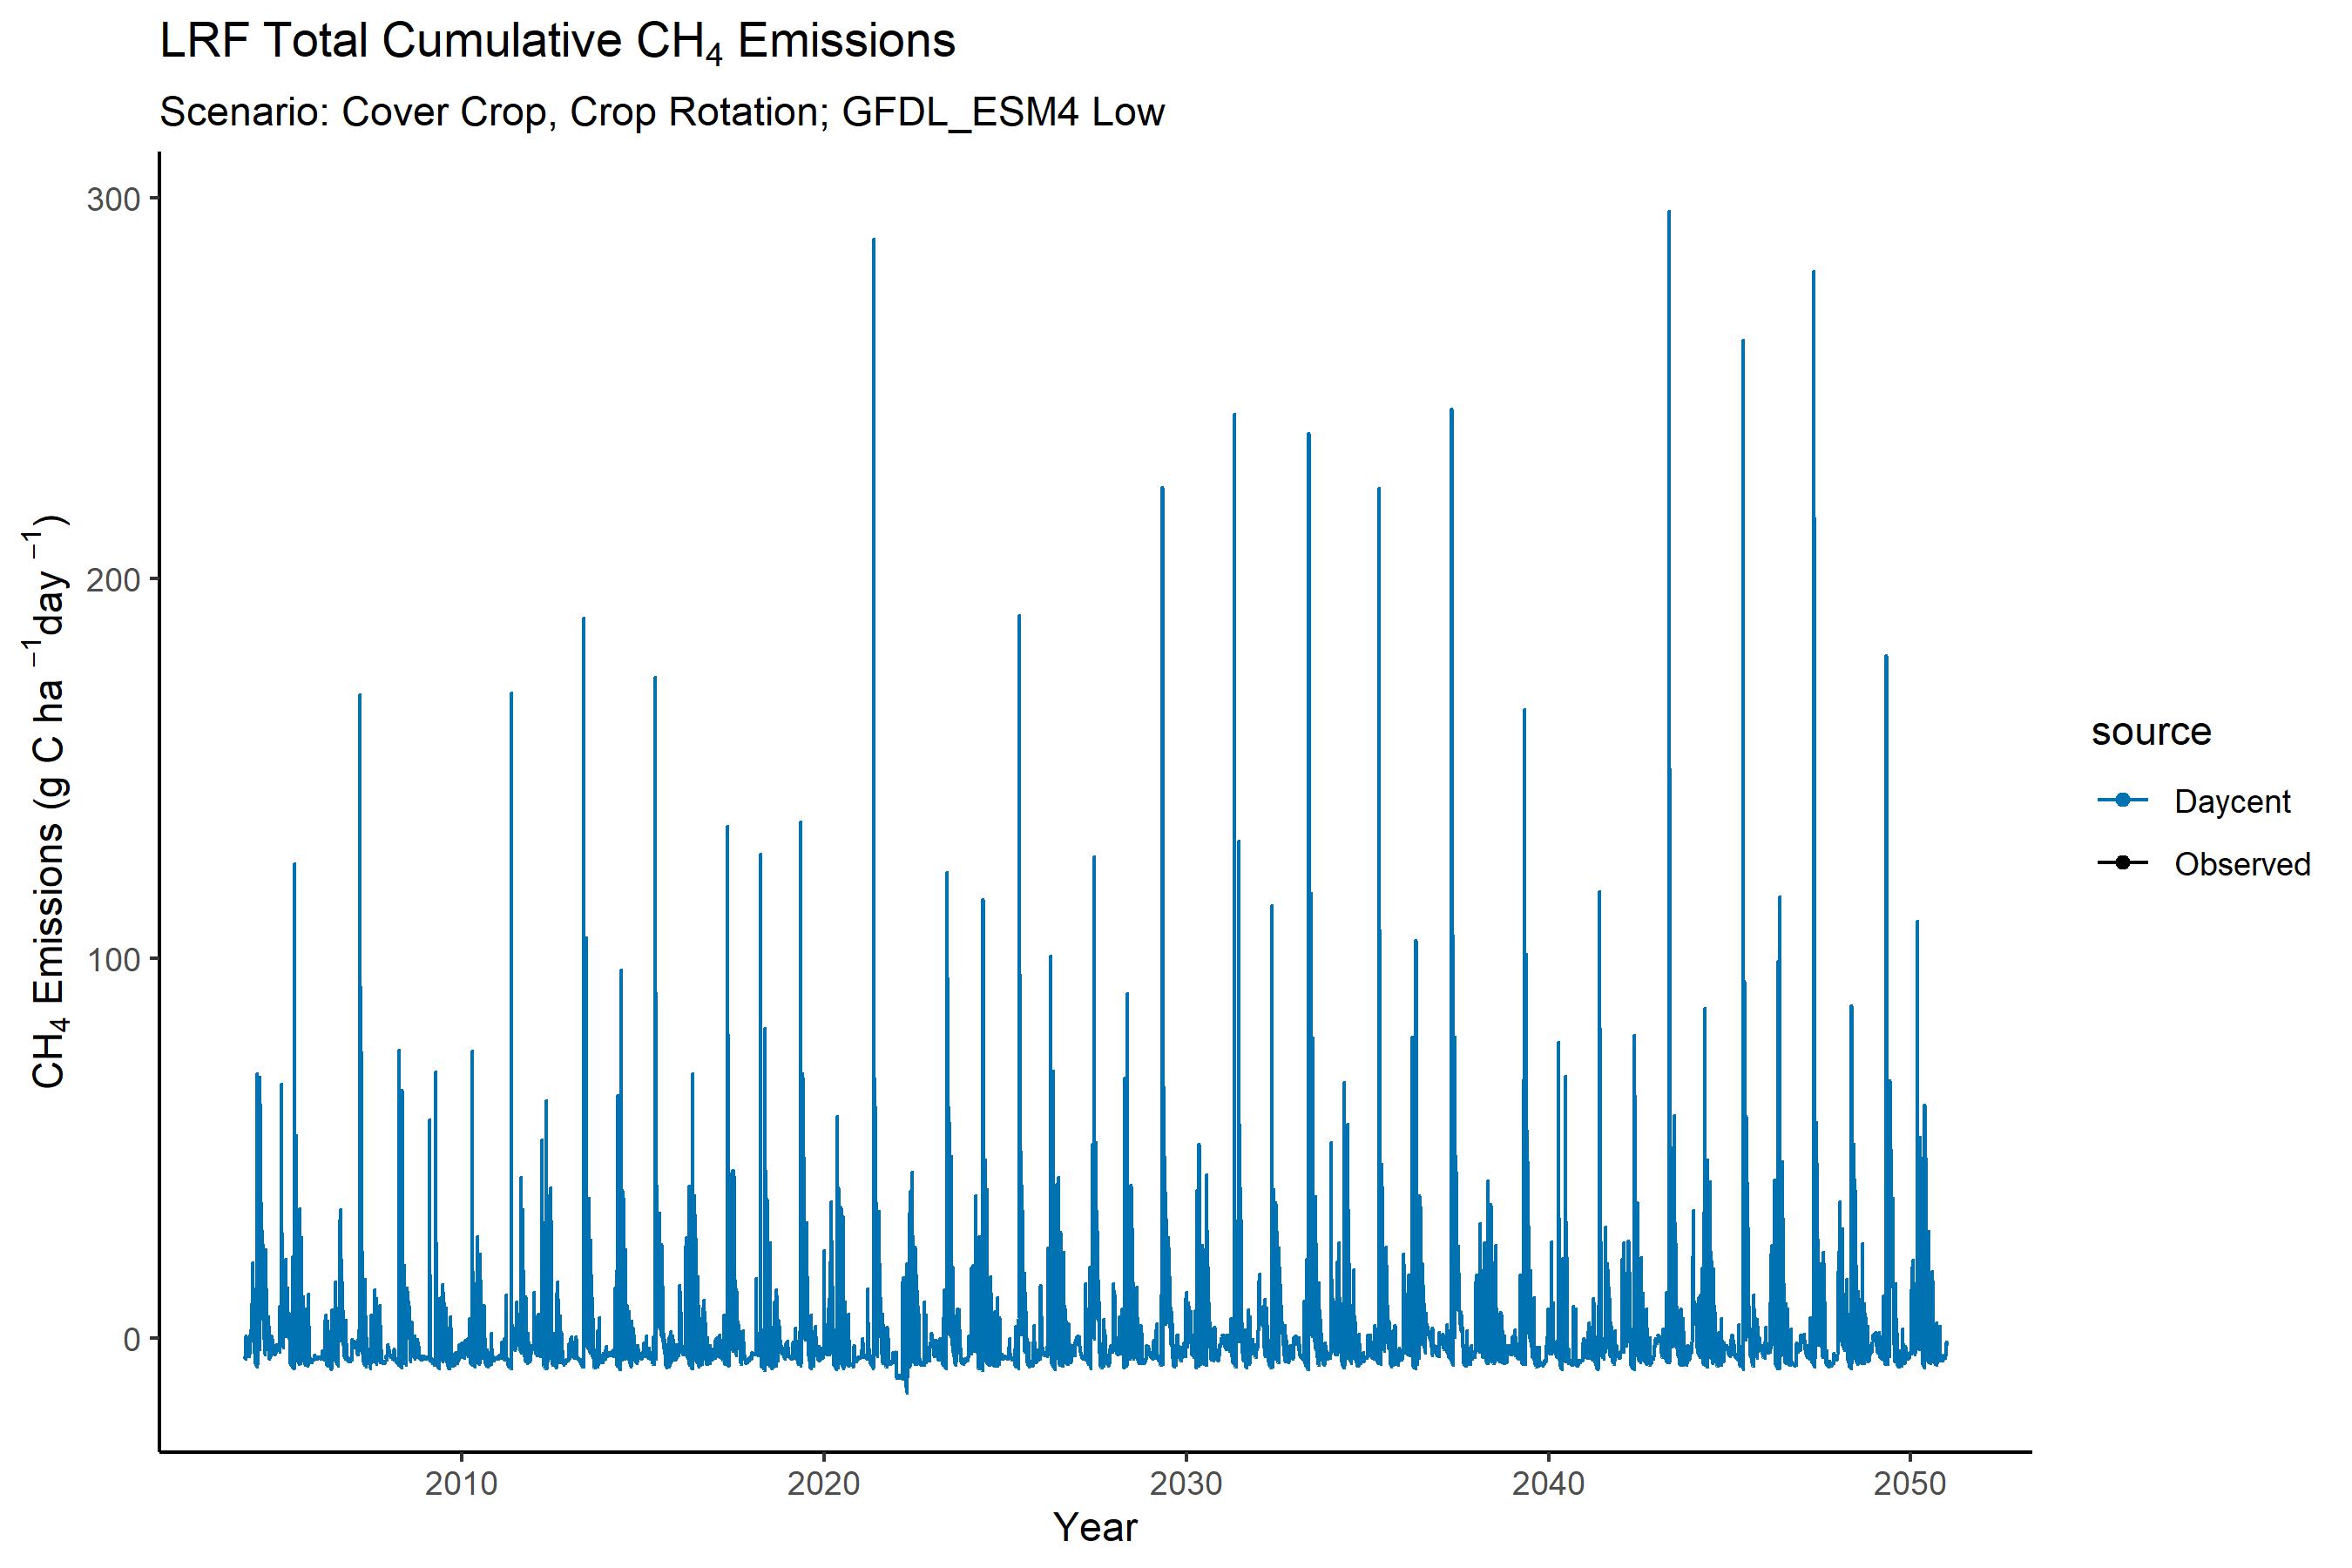 LRF Total Cumulative CH₄ Emissions
Scenario: Cover Crop, Crop Rotation; GFDL_ESM4 Low
CH₄ Emissions (g C ha ⁻¹day ⁻¹)
300
200
100
0
2010 2020 2030 2040 2050
Year
source
Daycent
Observed